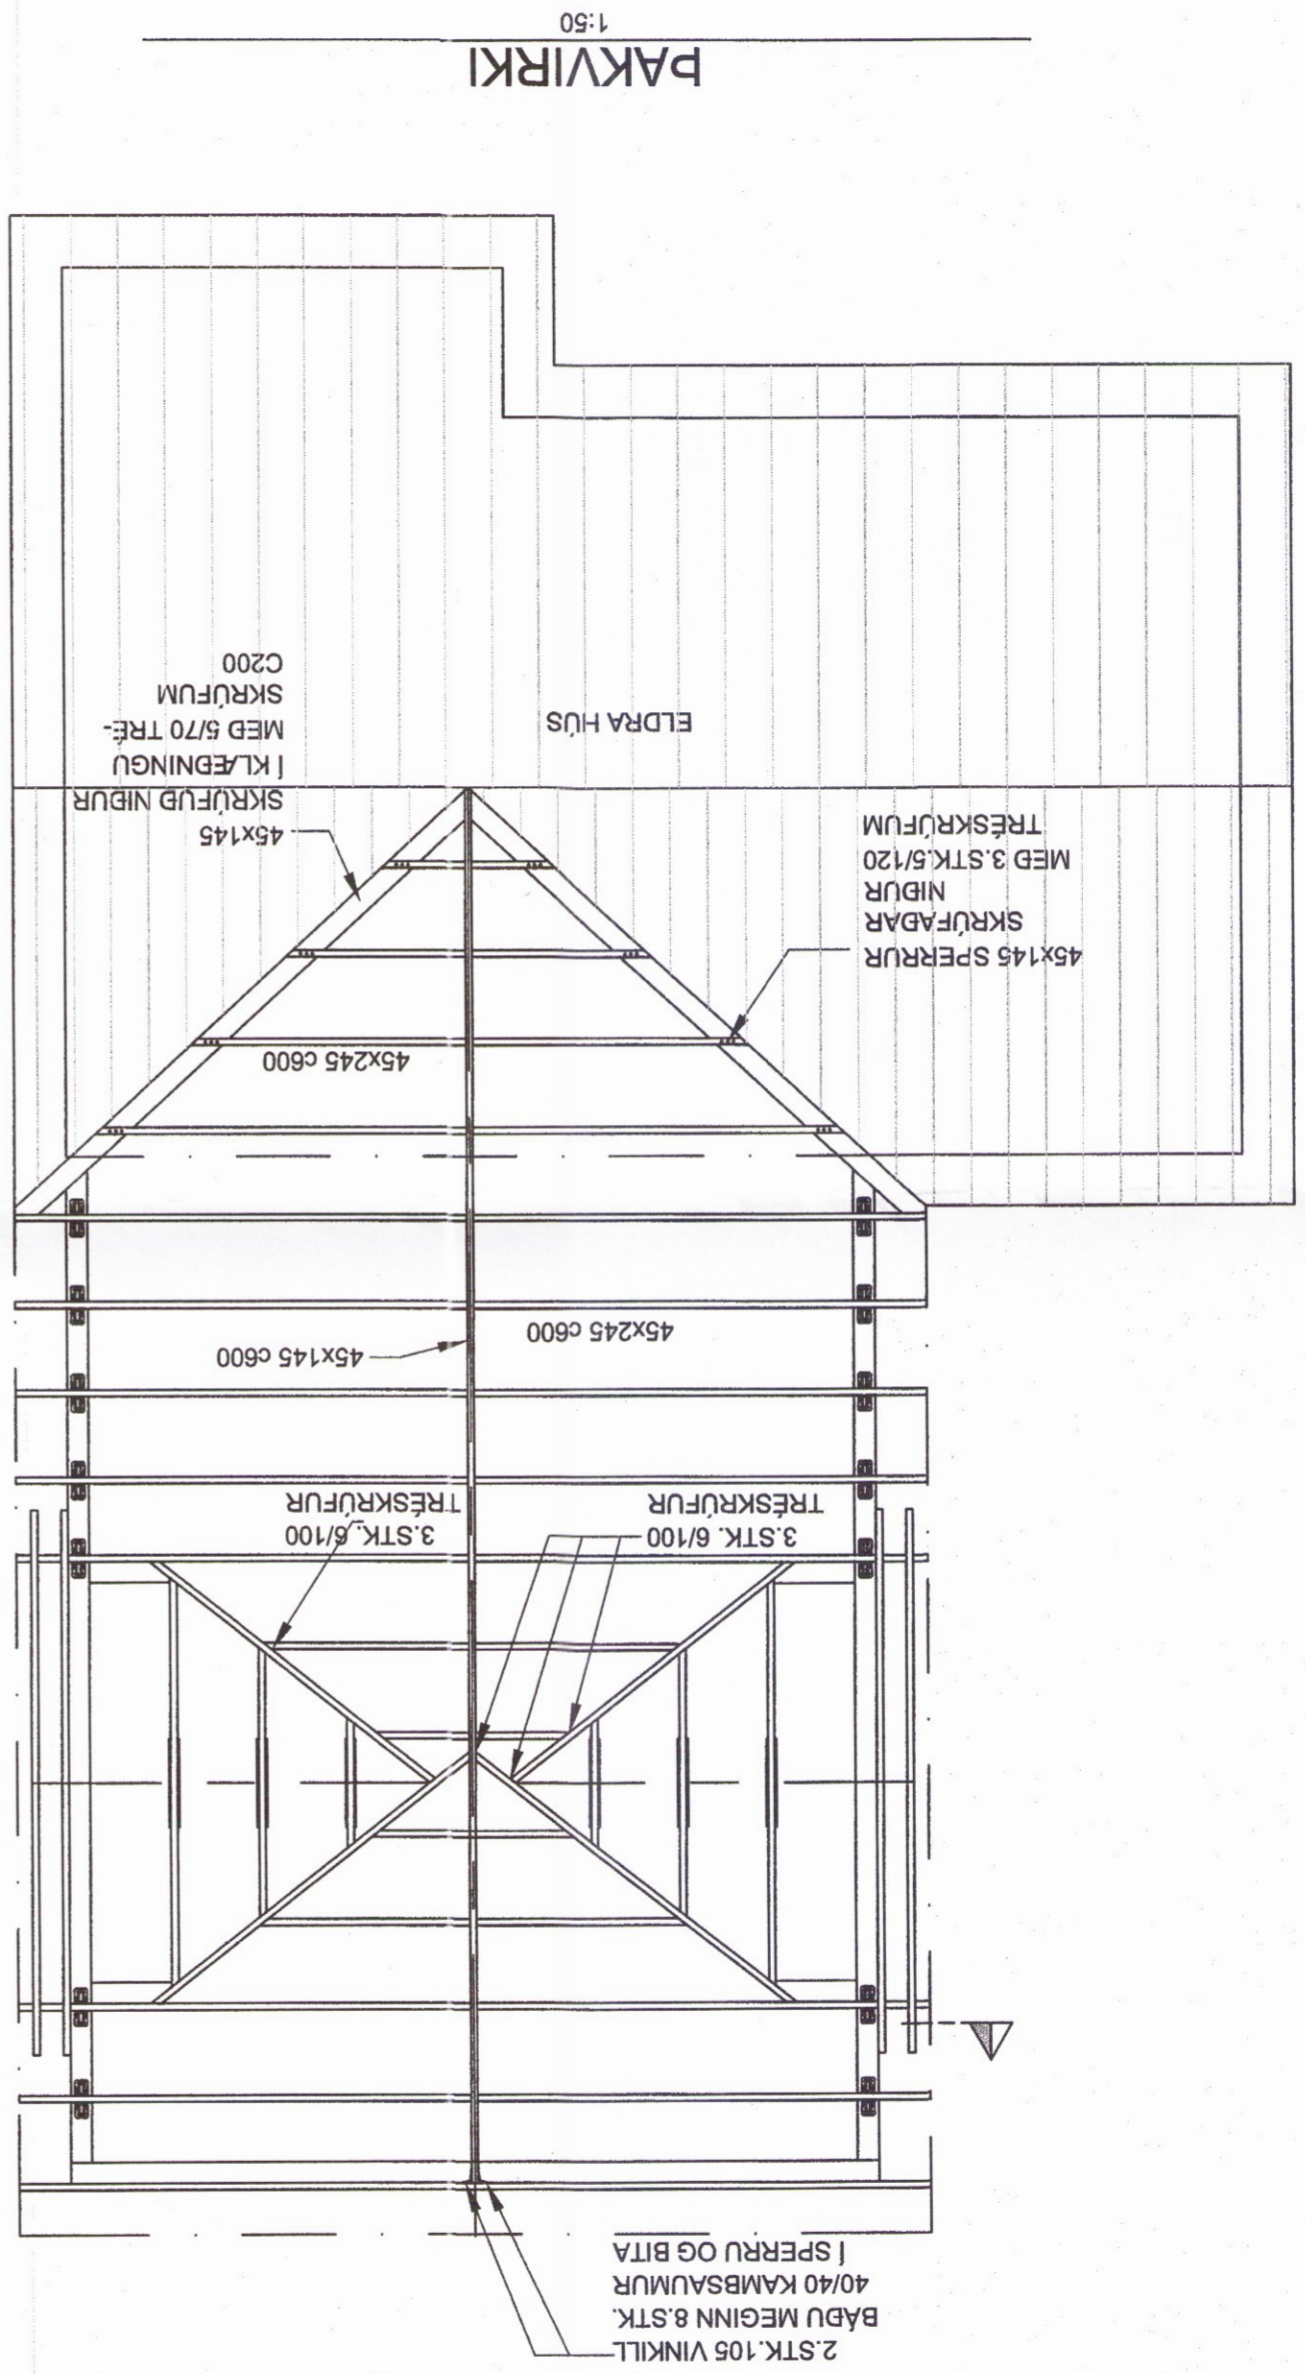 2.STK.105 VINKILL
BÁÐU MEGINN 8.STK.
40/40 KAMBSAUMUR
Í SPERRU OG BITA
3.STK. 6/100
TRÉSKRÚFUR
3.STK. 6/100
TRÉSKRÚFUR
45x145 c600
45x245 c600
45x245 c600
45x145 SPERRUR
SKRÚFAÐAR
NIÐUR
MEÐ 3.STK.5/120
TRÉSKRÚFUM
45x145
SKRÚFUÐ NIÐUR
Í KLÆÐNINGU
MEÐ 5/70 TRÉ-
SKRÚFUM
C200
ELDRA HÚS
ÞAKVIRKI
1:50